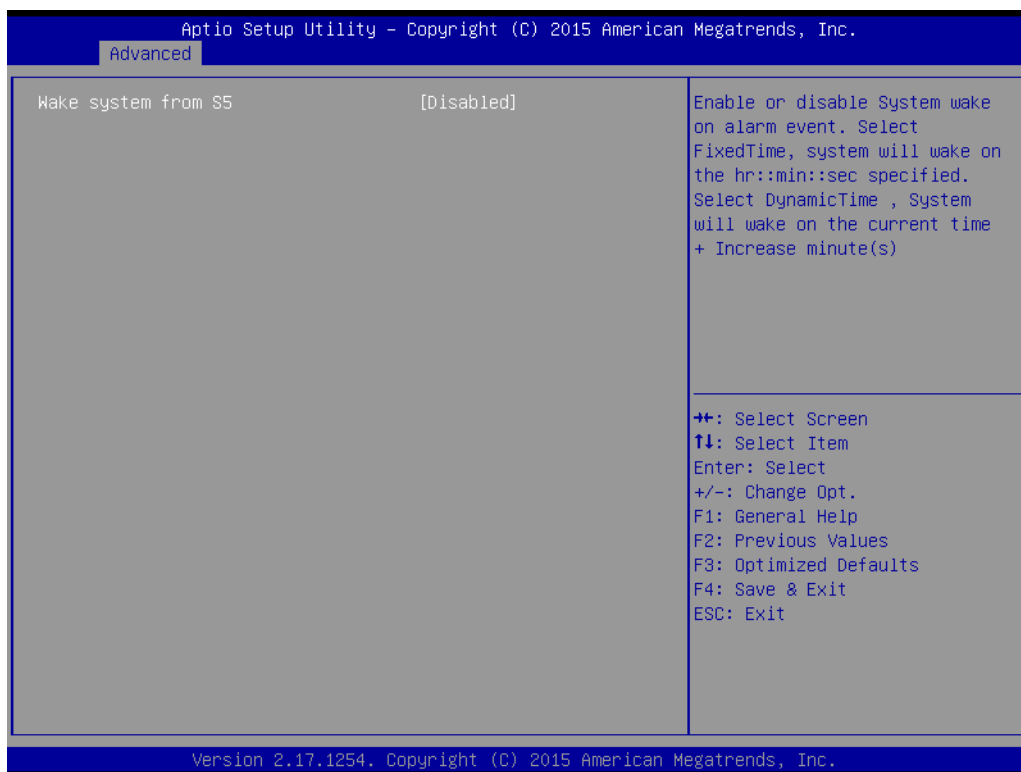 Aptio Setup Utility – Copyright (C) 2015 American Megatrends, Inc.
Advanced
Wake system from S5 [Disabled]
Enable or disable System wake
on alarm event. Select
FixedTime, system will wake on
the hr::min::sec specified.
Select DynamicTime , System
will wake on the current time
+ Increase minute(s)
→←: Select Screen
↑↓: Select Item
Enter: Select
+/-: Change Opt.
F1: General Help
F2: Previous Values
F3: Optimized Defaults
F4: Save & Exit
ESC: Exit
Version 2.17.1254. Copyright (C) 2015 American Megatrends, Inc.